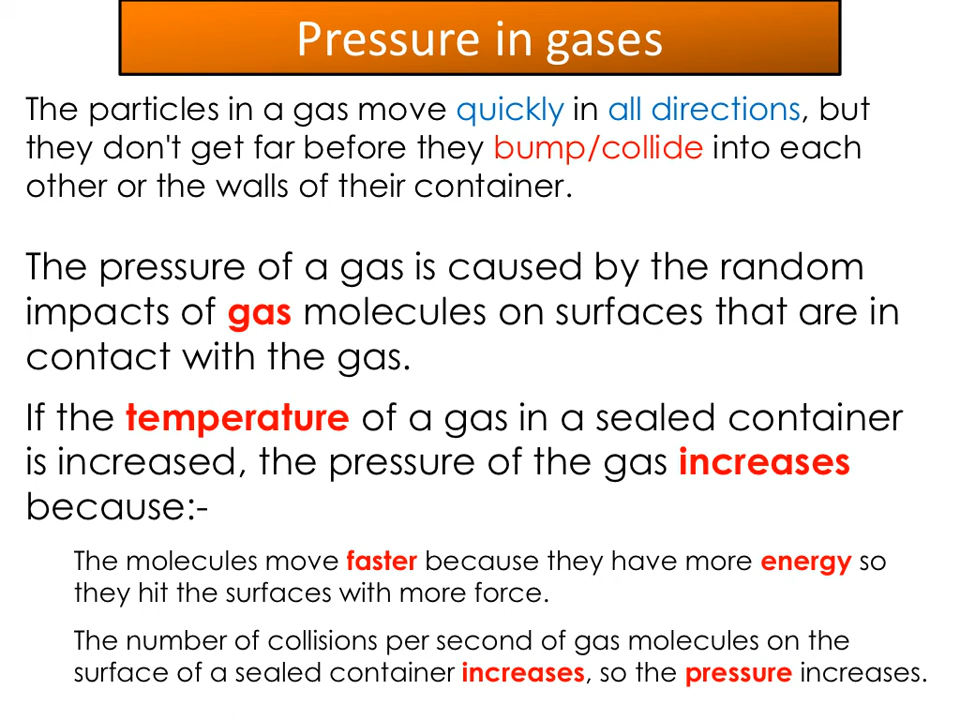 Pressure in gases
The particles in a gas move quickly in all directions, but
they don't get far before they bump/collide into each
other or the walls of their container.
The pressure of a gas is caused by the random
impacts of gas molecules on surfaces that are in
contact with the gas.
If the temperature of a gas in a sealed container
is increased, the pressure of the gas increases
because:-
The molecules move faster because they have more energy so
they hit the surfaces with more force.
The number of collisions per second of gas molecules on the
surface of a sealed container increases, so the pressure increases.